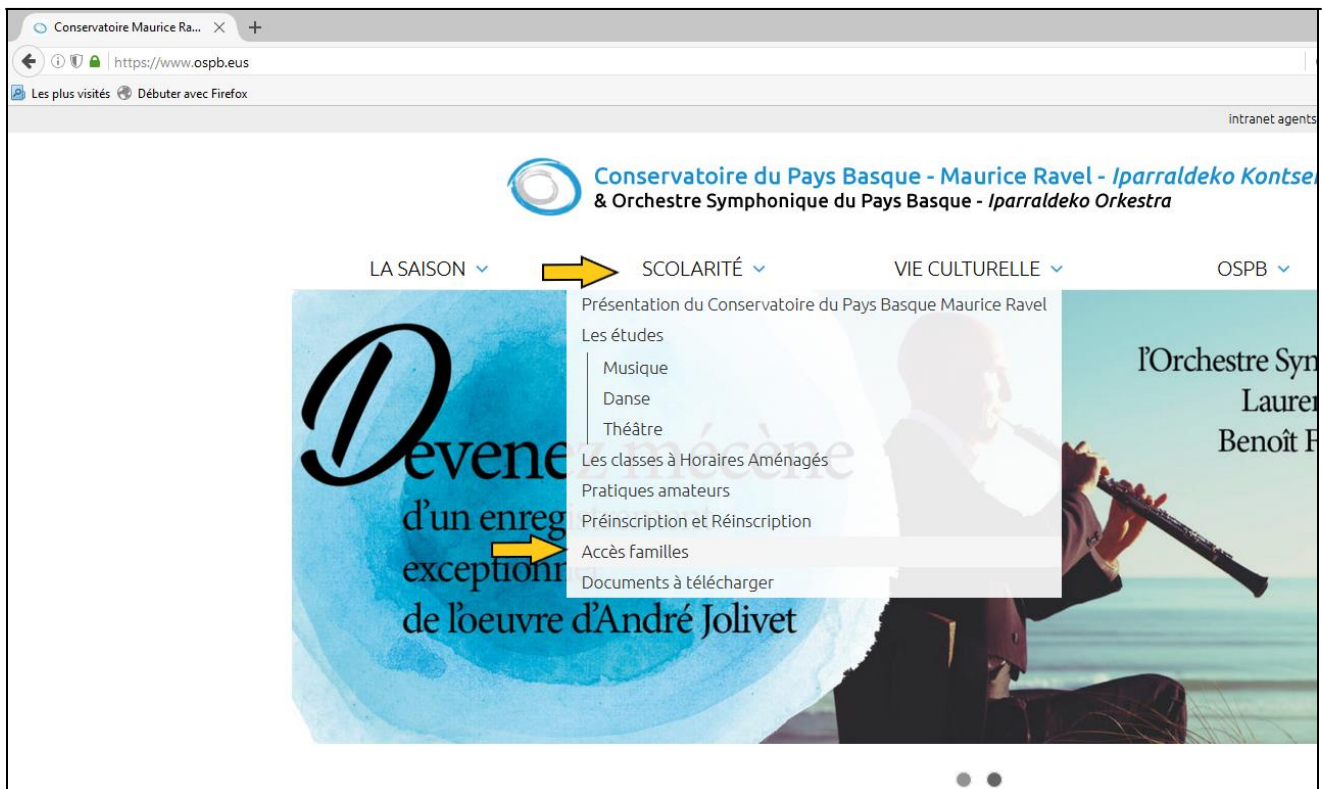 Conservatoire Maurice Ra...
https://www.ospb.eus
Les plus visités Débuter avec Firefox
intranet agents
Conservatoire du Pays Basque - Maurice Ravel - Iparraldeko Kontse
& Orchestre Symphonique du Pays Basque - Iparraldeko Orkestra
LA SAISON SCOLARITÉ VIE CULTURELLE OSPB
Présentation du Conservatoire du Pays Basque Maurice Ravel
Les études
Musique
Danse
Théâtre
Les classes à Horaires Aménagés
Pratiques amateurs
Préinscription et Réinscription
Accès familles
Documents à télécharger
Devenez mécène
d'un enreg
exceptionn
de l'oeuvre d'André Jolivet
l'Orchestre Sym
Laure
Benoît F